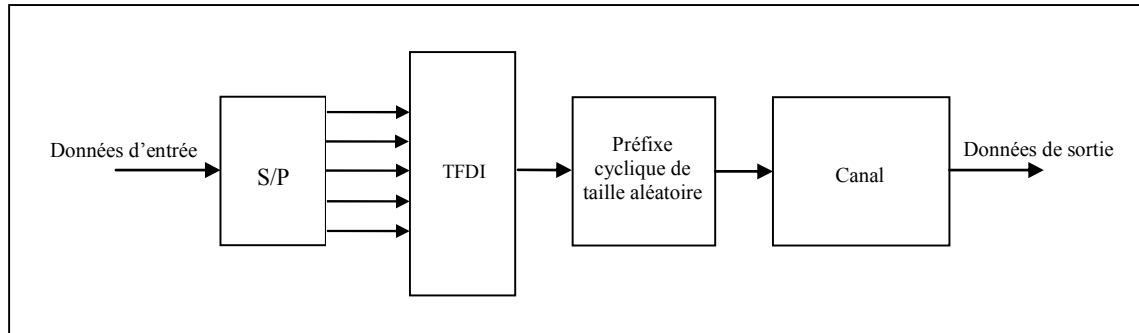 Données d'entrée
S/P
TFDI
Préfixe
cyclique de
taille aléatoire
Canal
Données de sortie